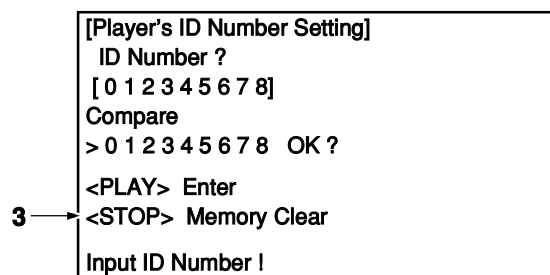 [Player's ID Number Setting]
ID Number ?
[ 0 1 2 3 4 5 6 7 8]
Compare
> 0 1 2 3 4 5 6 7 8 OK ?
<PLAY> Enter
3 <STOP> Memory Clear
Input ID Number !